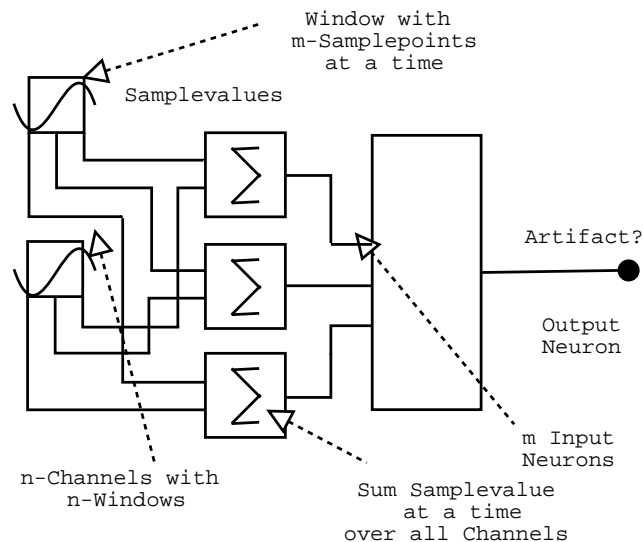 Window with
m-Samplepoints
at a time
Samplevalues
Σ
Σ
Σ
Artifact?
Output
Neuron
m Input
Neurons
n-Channels with
n-Windows
Sum Samplevalue
at a time
over all Channels